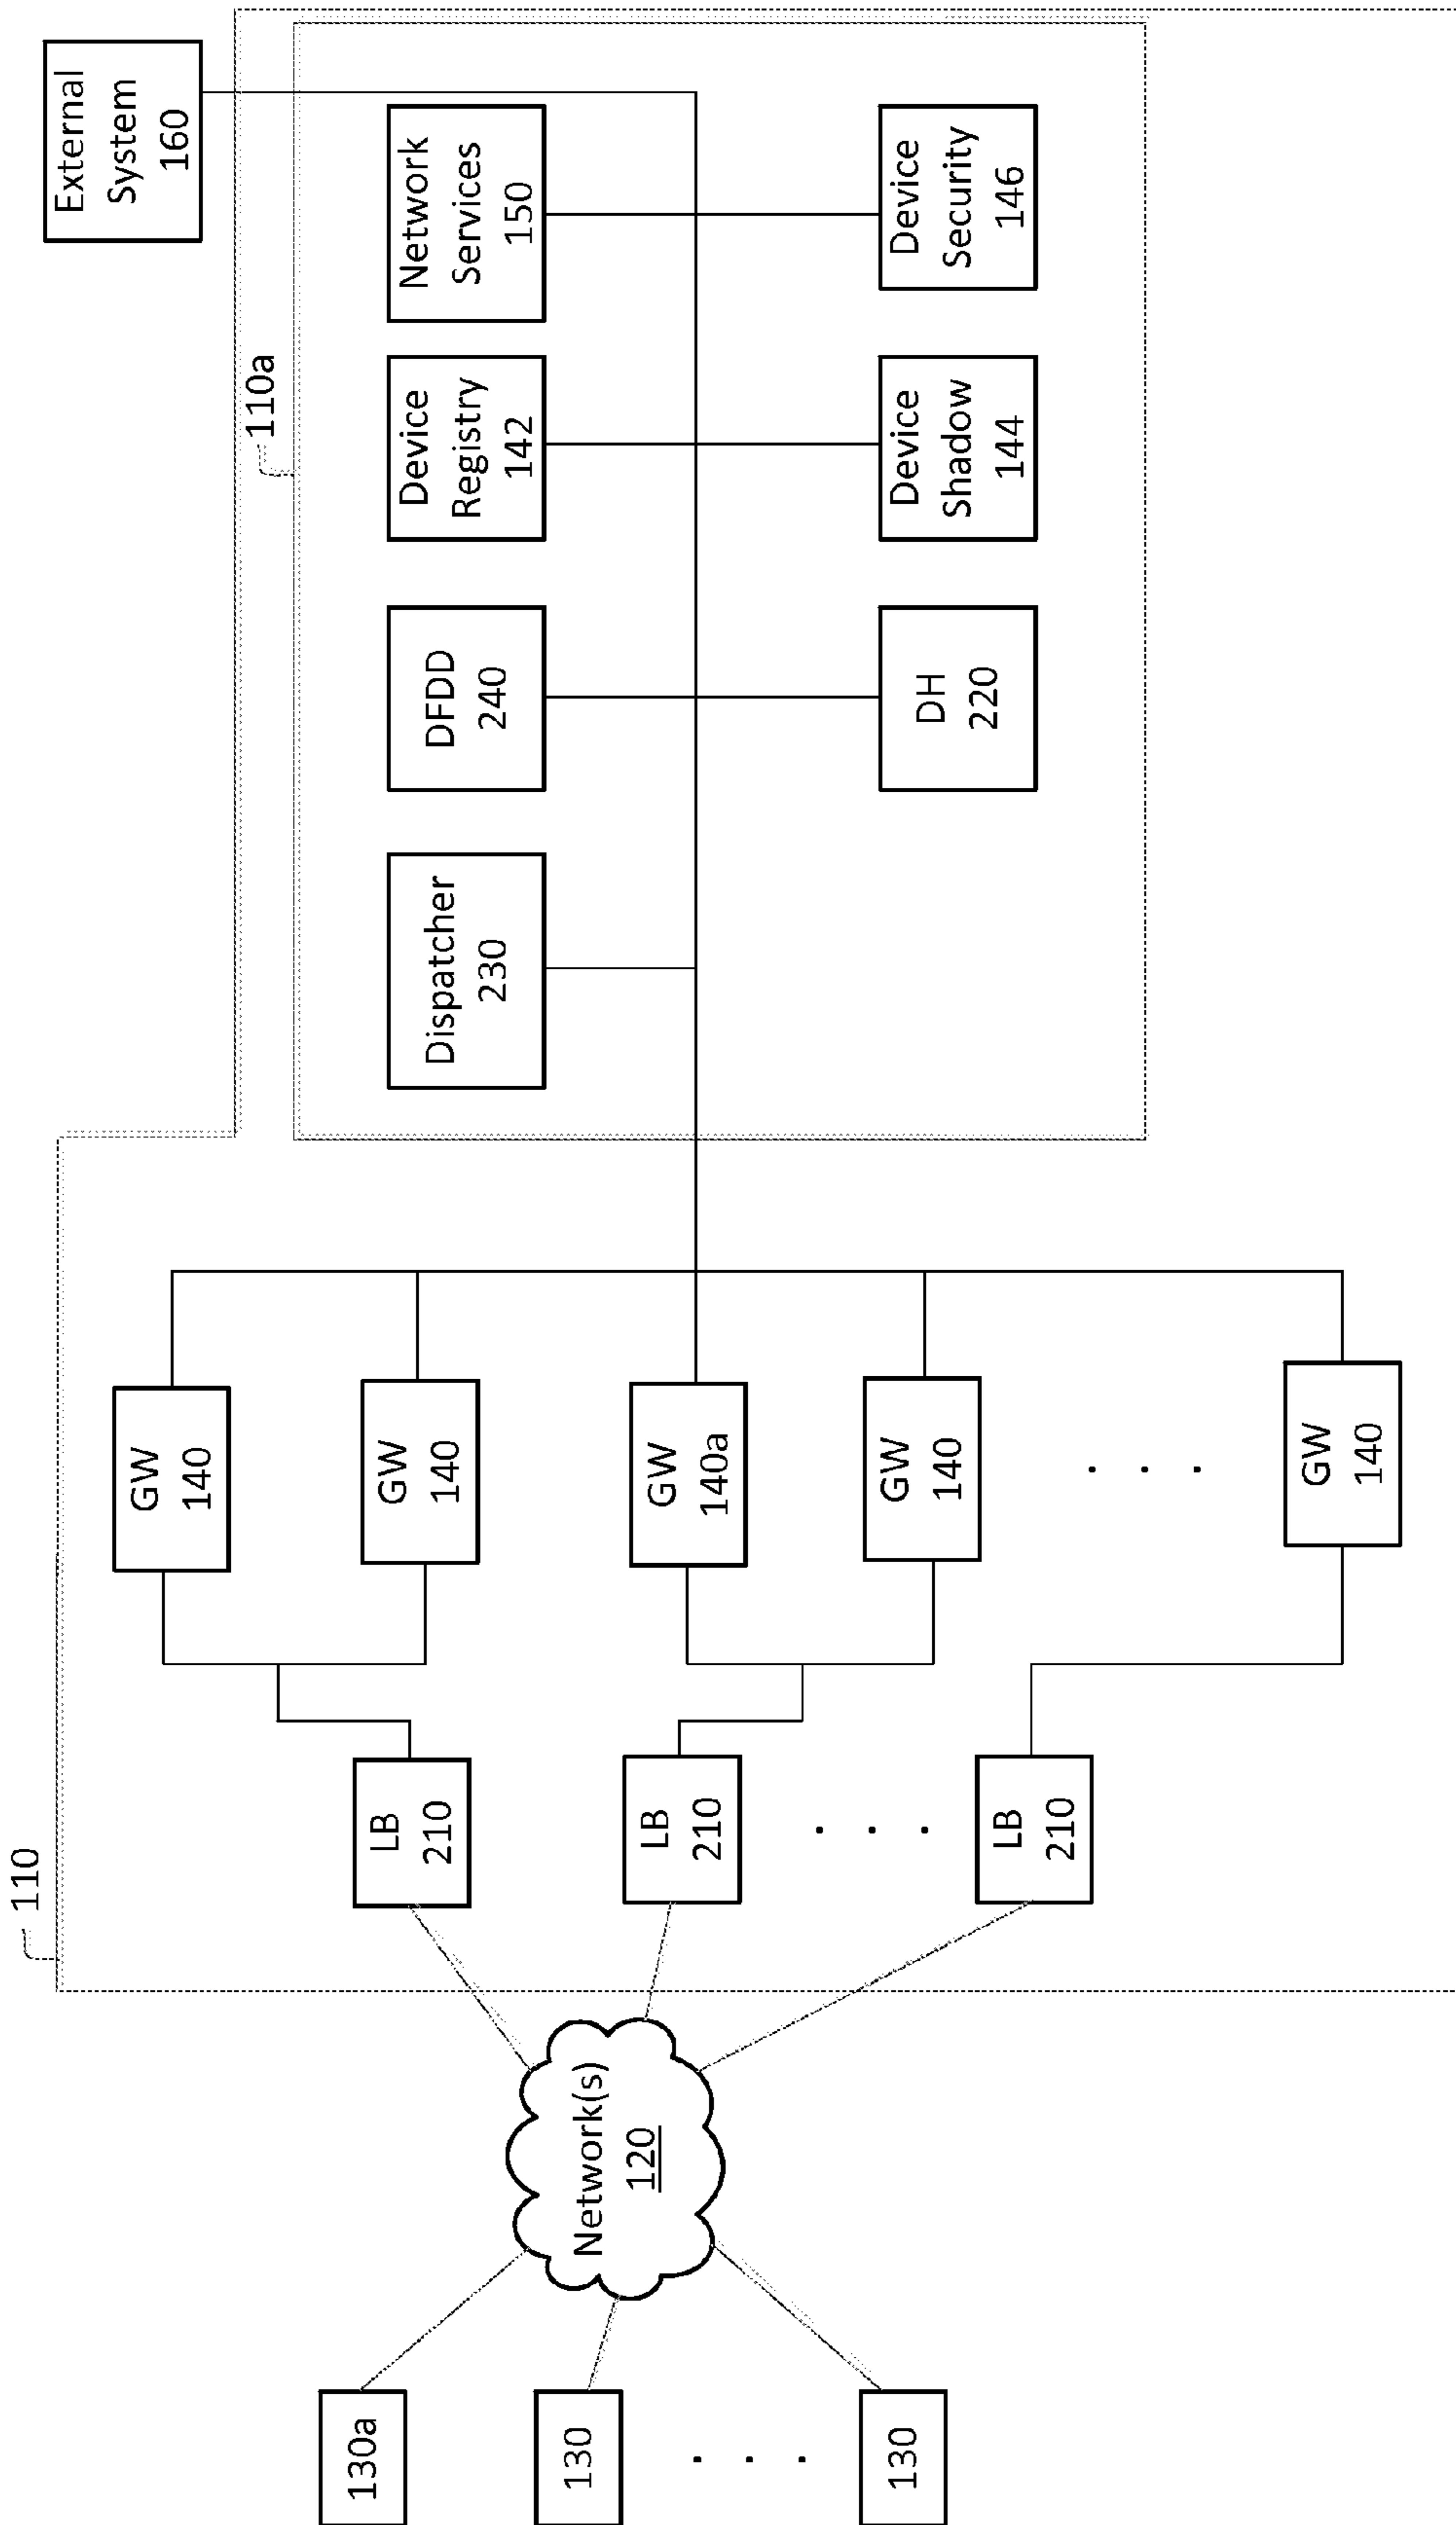 External
System
160
110a
Network
Services
150
Device
Security
146
Device
Registry
142
Device
Shadow
144
DFDD
240
DH
220
Dispatcher
230
GW
140
GW
140
GW
140a
GW
140
. . .
GW
140
110
LB
210
LB
210
. . .
LB
210
Network(s)
120
130a
130
. . .
130